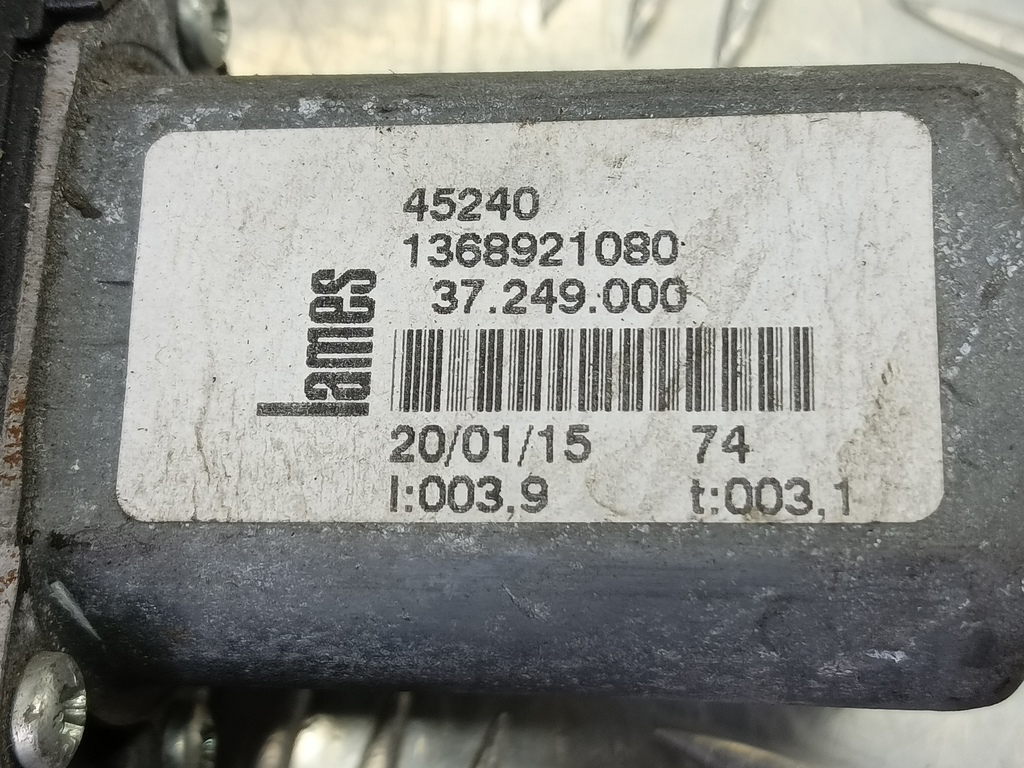 45240
1368921080
37.249.000
lames
20/01/15 74
I:003,9 t:003,1